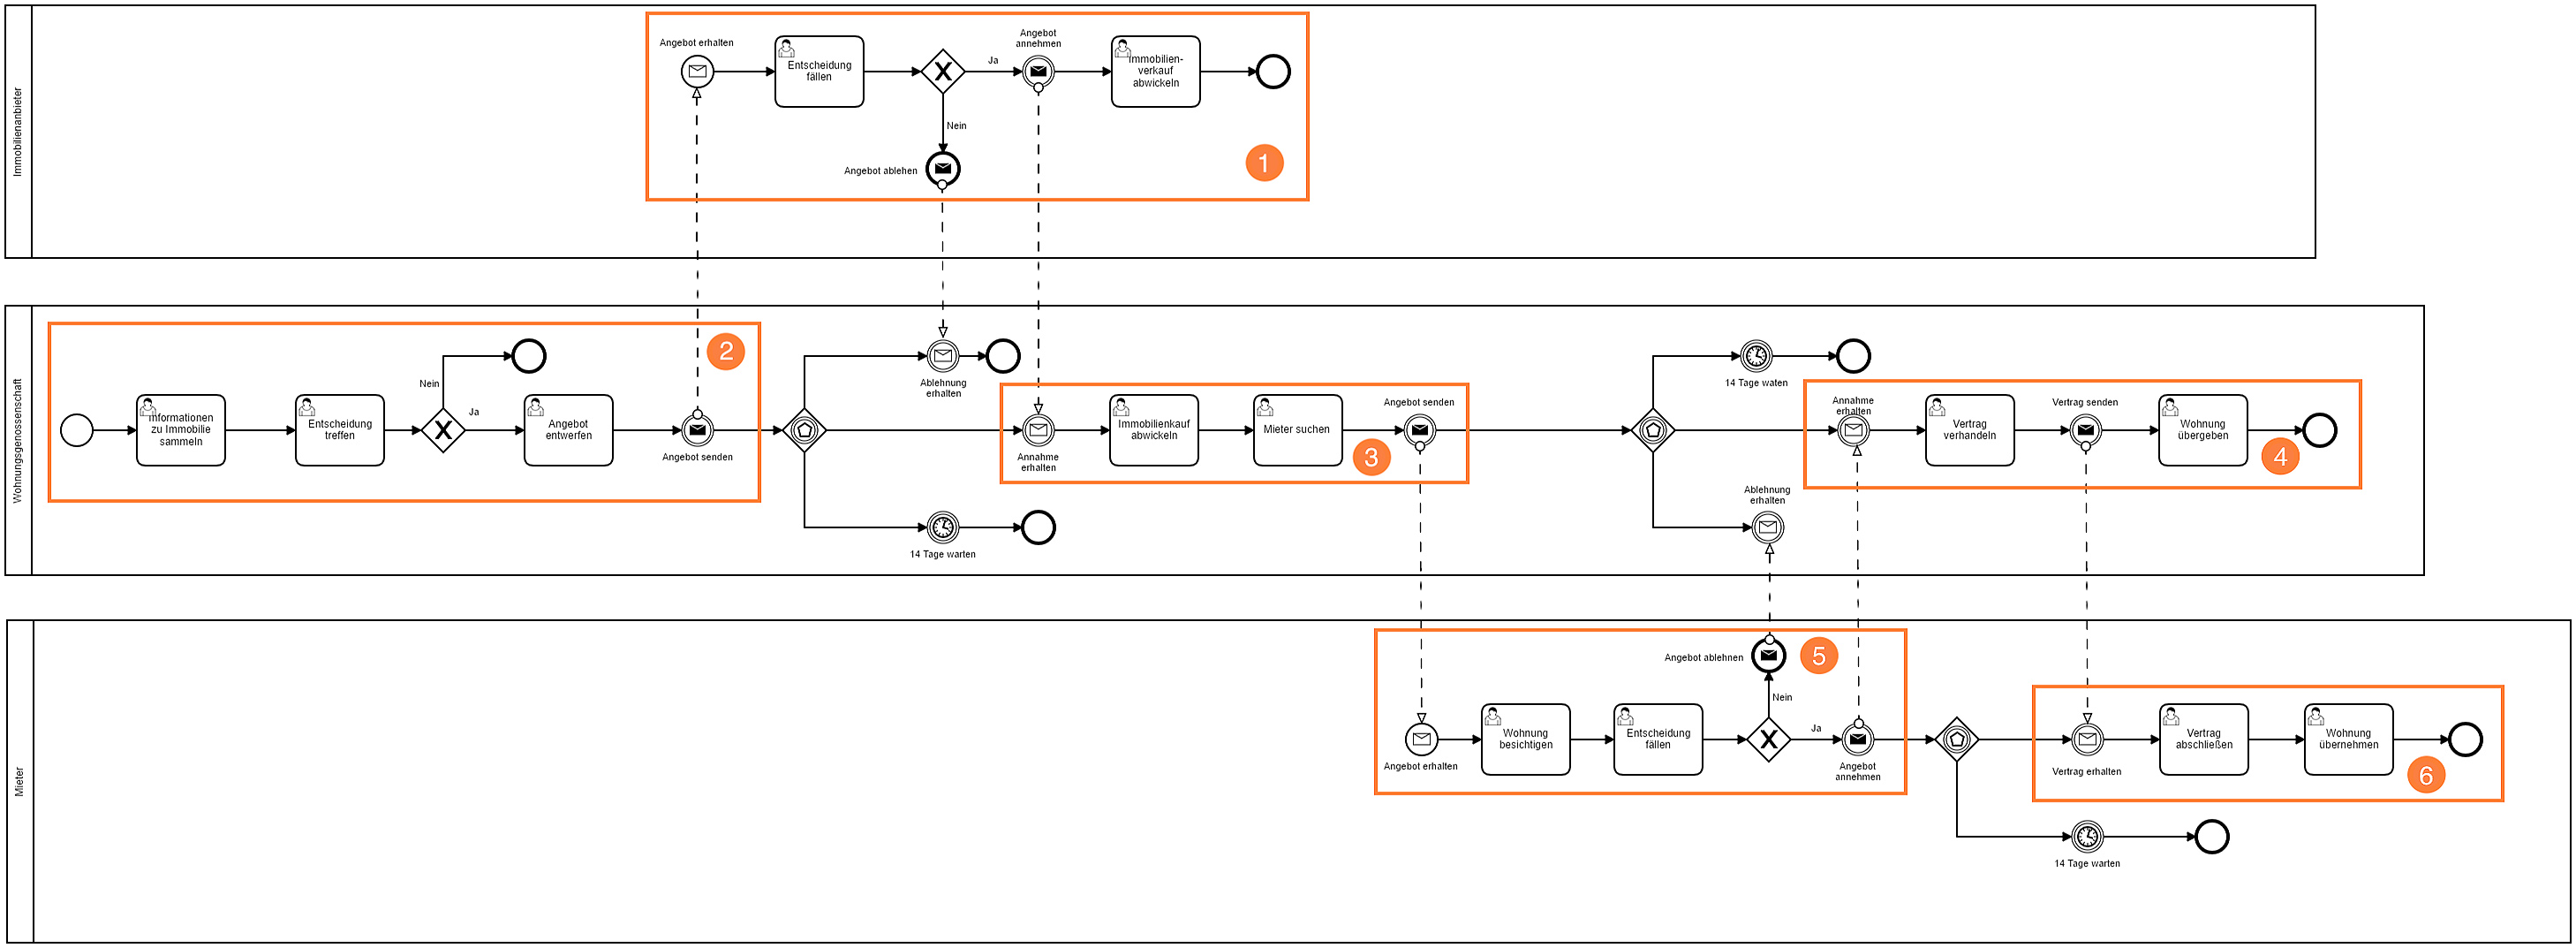 Immobilienanbieter
Angebot erhalten
Entscheidung
fällen
Ja
Nein
Angebot ablehen
Angebot
annehmen
Immobilien-
verkauf
abwickeln
1
Wohnungsgenossenschaft
2
Informationen
zu Immobilie
sammeln
Entscheidung
treffen
Nein
Ja
Angebot
entwerfen
Angebot senden
Ablehnung
erhalten
14 Tage warten
Annahme
erhalten
Immobilienkauf
abwickeln
Mieter suchen
Angebot senden
3
14 Tage waten
Ablehnung
erhalten
Annahme
erhalten
Vertrag
verhandeln
Vertrag senden
Wohnung
übergeben
4
Mieter
Angebot erhalten
Wohnung
besichtigen
Entscheidung
fällen
Angebot ablehnen
Nein
Ja
5
Angebot
annehmen
Vertrag erhalten
Vertrag
abschließen
Wohnung
übernehmen
6
14 Tage warten